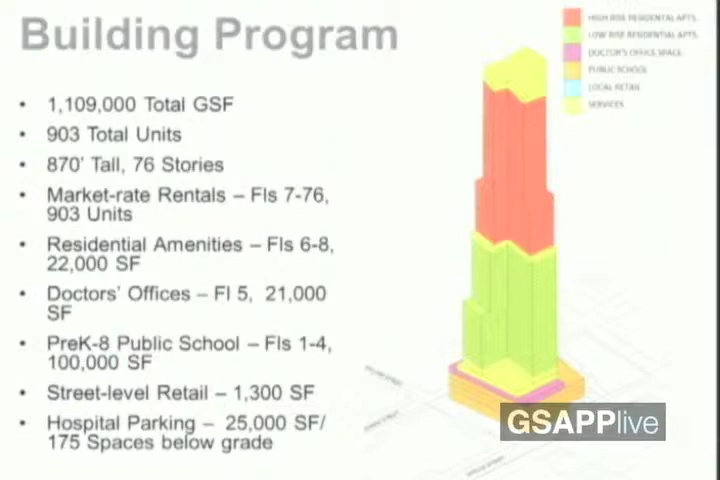 Building Program
• 1,109,000 Total GSF
• 903 Total Units
• 870' Tall, 76 Stories
• Market-rate Rentals – Fls 7-76,
903 Units
• Residential Amenities – Fls 6-8,
22,000 SF
• Doctors' Offices – Fl 5, 21,000
SF
• PreK-8 Public School – Fls 1-4,
100,000 SF
• Street-level Retail – 1,300 SF
• Hospital Parking – 25,000 SF/
175 Spaces below grade
HIGH RISE RESIDENTIAL APTS.
LOW RISE RESIDENTIAL APTS.
DOCTOR'S OFFICE SPACE
PUBLIC SCHOOL
LOCAL RETAIL
SERVICES
GSAPPlive